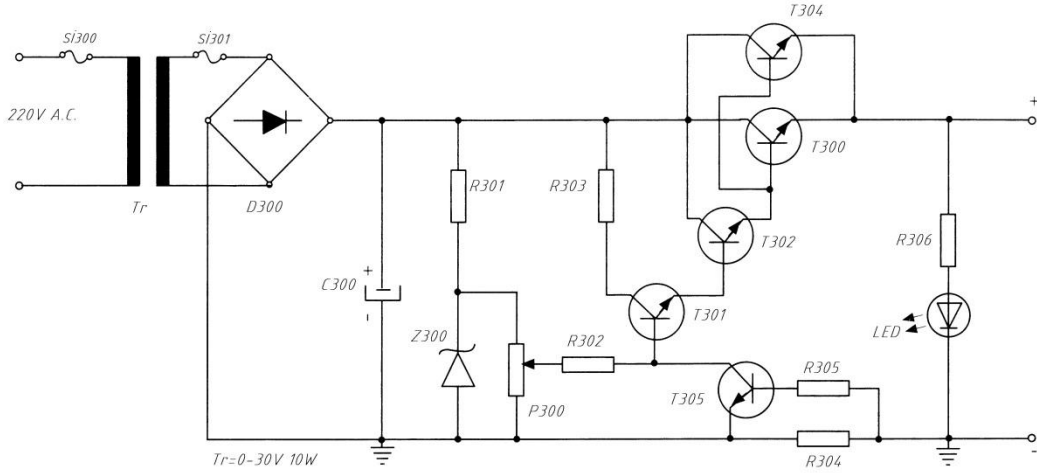 T304
Si300
Si301
+
220V A.C.
T300
R301
R303
Tr
D300
T302
R306
+
C300
-
T301
LED
Z300
R302
R305
P300
T305
-
Tr=0-30V 10W
R304